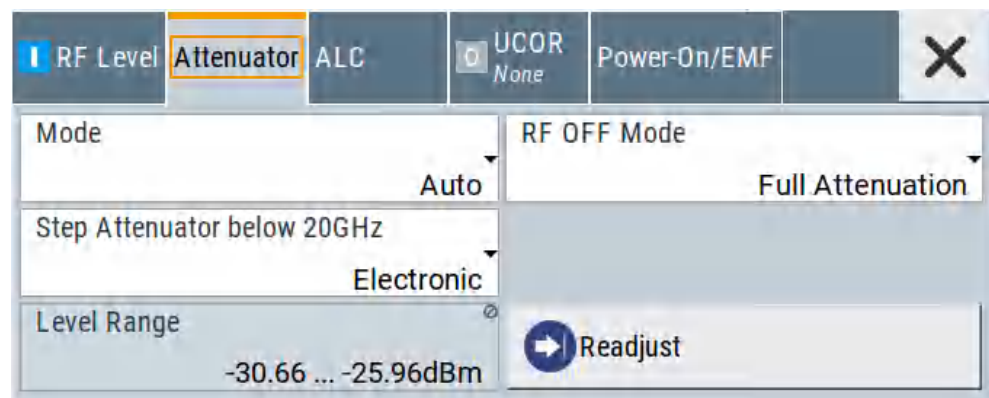 RF Level
Attenuator
ALC
UCOR
None
Power-On/EMF
Mode
Auto
RF OFF Mode
Full Attenuation
Step Attenuator below 20GHz
Electronic
Level Range
-30.66 ... -25.96dBm
Readjust